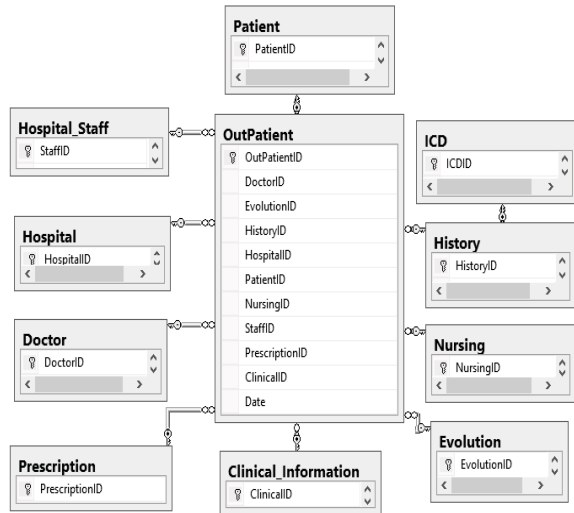 Patient
PatientID
Hospital_Staff
StaffID
OutPatient
OutPatientID
DoctorID
EvolutionID
HistoryID
HospitalID
PatientID
NursingID
StaffID
PrescriptionID
ClinicalID
Date
ICD
ICDID
Hospital
HospitalID
History
HistoryID
Doctor
DoctorID
Nursing
NursingID
Prescription
PrescriptionID
Clinical_Information
ClinicalID
Evolution
EvolutionID